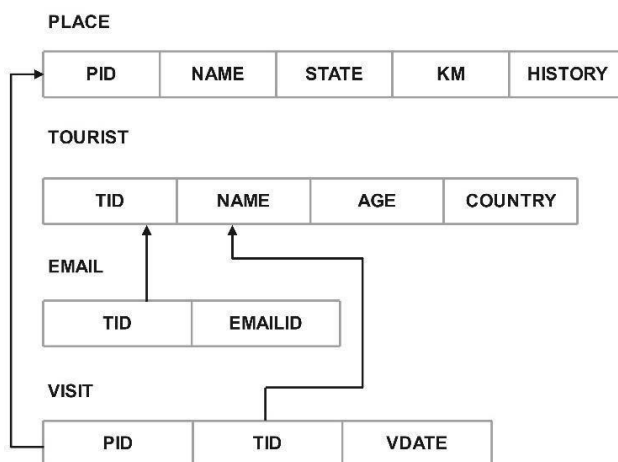 PLACE
PID NAME STATE KM HISTORY
TOURIST
TID NAME AGE COUNTRY
EMAIL
TID EMAILID
VISIT
PID TID VDATE